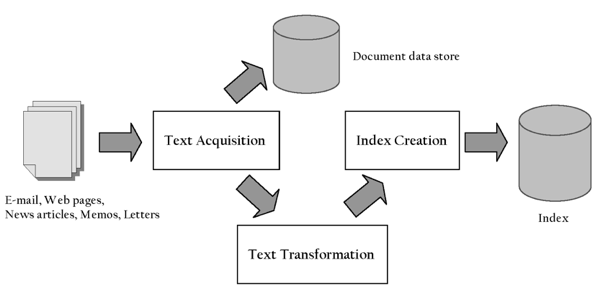 Document data store
Text Acquisition
Index Creation
E-mail, Web pages,
News articles, Memos, Letters
Index
Text Transformation